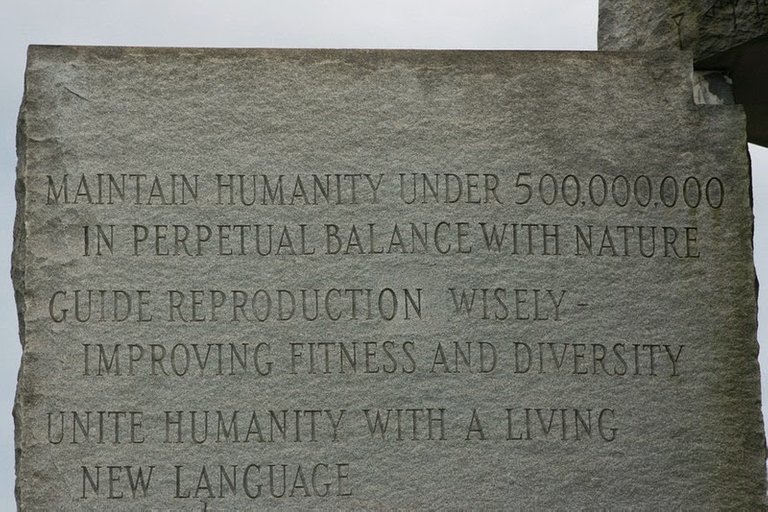 MAINTAIN HUMANITY UNDER 500,000,000
IN PERPETUAL BALANCE WITH NATURE
GUIDE REPRODUCTION WISELY -
IMPROVING FITNESS AND DIVERSITY
UNITE HUMANITY WITH A LIVING
NEW LANGUAGE